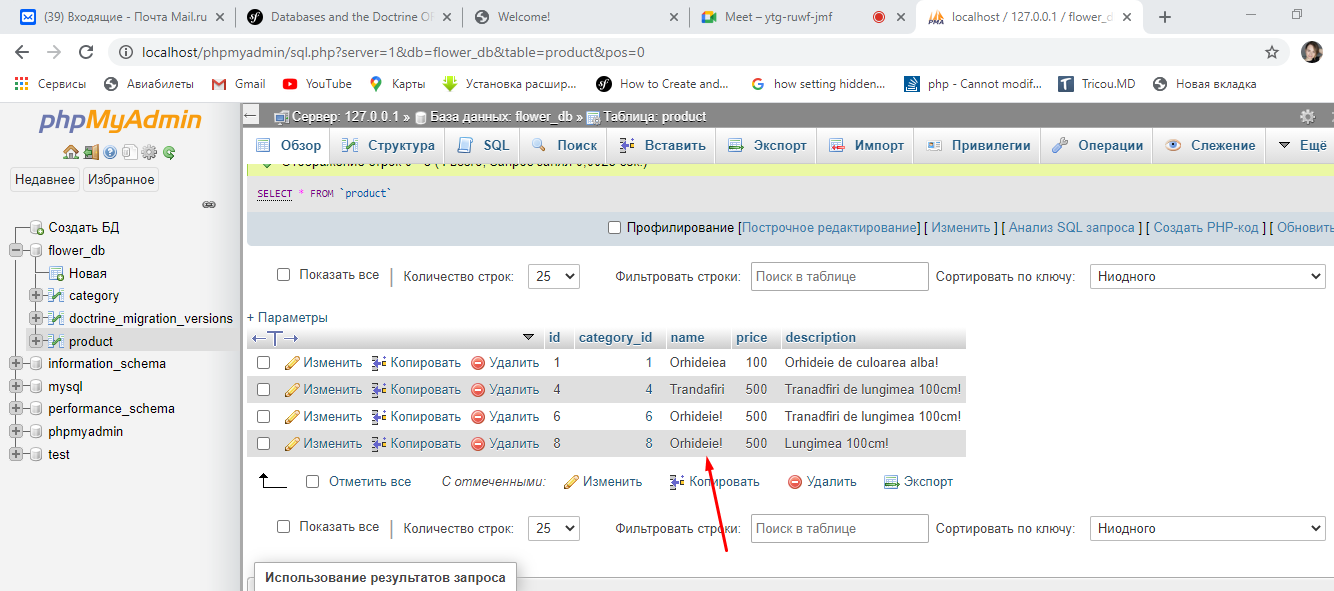 (39) Входящие - Почта Mail.ru
Databases and the Doctrine OR
Welcome!
Meet – ytg-ruwf-jmf
localhost / 127.0.0.1 / flower_d
localhost/phpmyadmin/sql.php?server=1&db=flower_db&table=product&pos=0
Сервисы Авиабилеты Gmail YouTube Карты Установка расшир... How to Create and... how setting hidden... php - Cannot modif... Tricou.MD Новая вкладка
phpMyAdmin
Недавнее Избранное
Создать БД
flower_db
Новая
category
doctrine_migration_versions
product
information_schema
mysql
performance_schema
phpmyadmin
test
Сервер: 127.0.0.1 » База данных: flower_db » Таблица: product
Обзор Структура SQL Поиск Вставить Экспорт Импорт Привилегии Операции Слежение Ещё
SELECT * FROM `product`
Профилирование [Построчное редактирование] [ Изменить ] [ Анализ SQL запроса ] [ Создать PHP-код ] [ Обновить
Показать все Количество строк: 25 Фильтровать строки: Поиск в таблице Сортировать по ключу: Ниодного
+ Параметры
←T→ id category_id name price description
Изменить Копировать Удалить 1 1 Orhideiea 100 Orhideie de culoarea alba!
Изменить Копировать Удалить 4 4 Trandafiri 500 Tranadfiri de lungimea 100cm!
Изменить Копировать Удалить 6 6 Orhideie! 500 Tranadfiri de lungimea 100cm!
Изменить Копировать Удалить 8 8 Orhideie! 500 Lungimea 100cm!
Отметить все С отмеченными: Изменить Копировать Удалить Экспорт
Показать все Количество строк: 25 Фильтровать строки: Поиск в таблице Сортировать по ключу: Ниодного
Использование результатов запроса